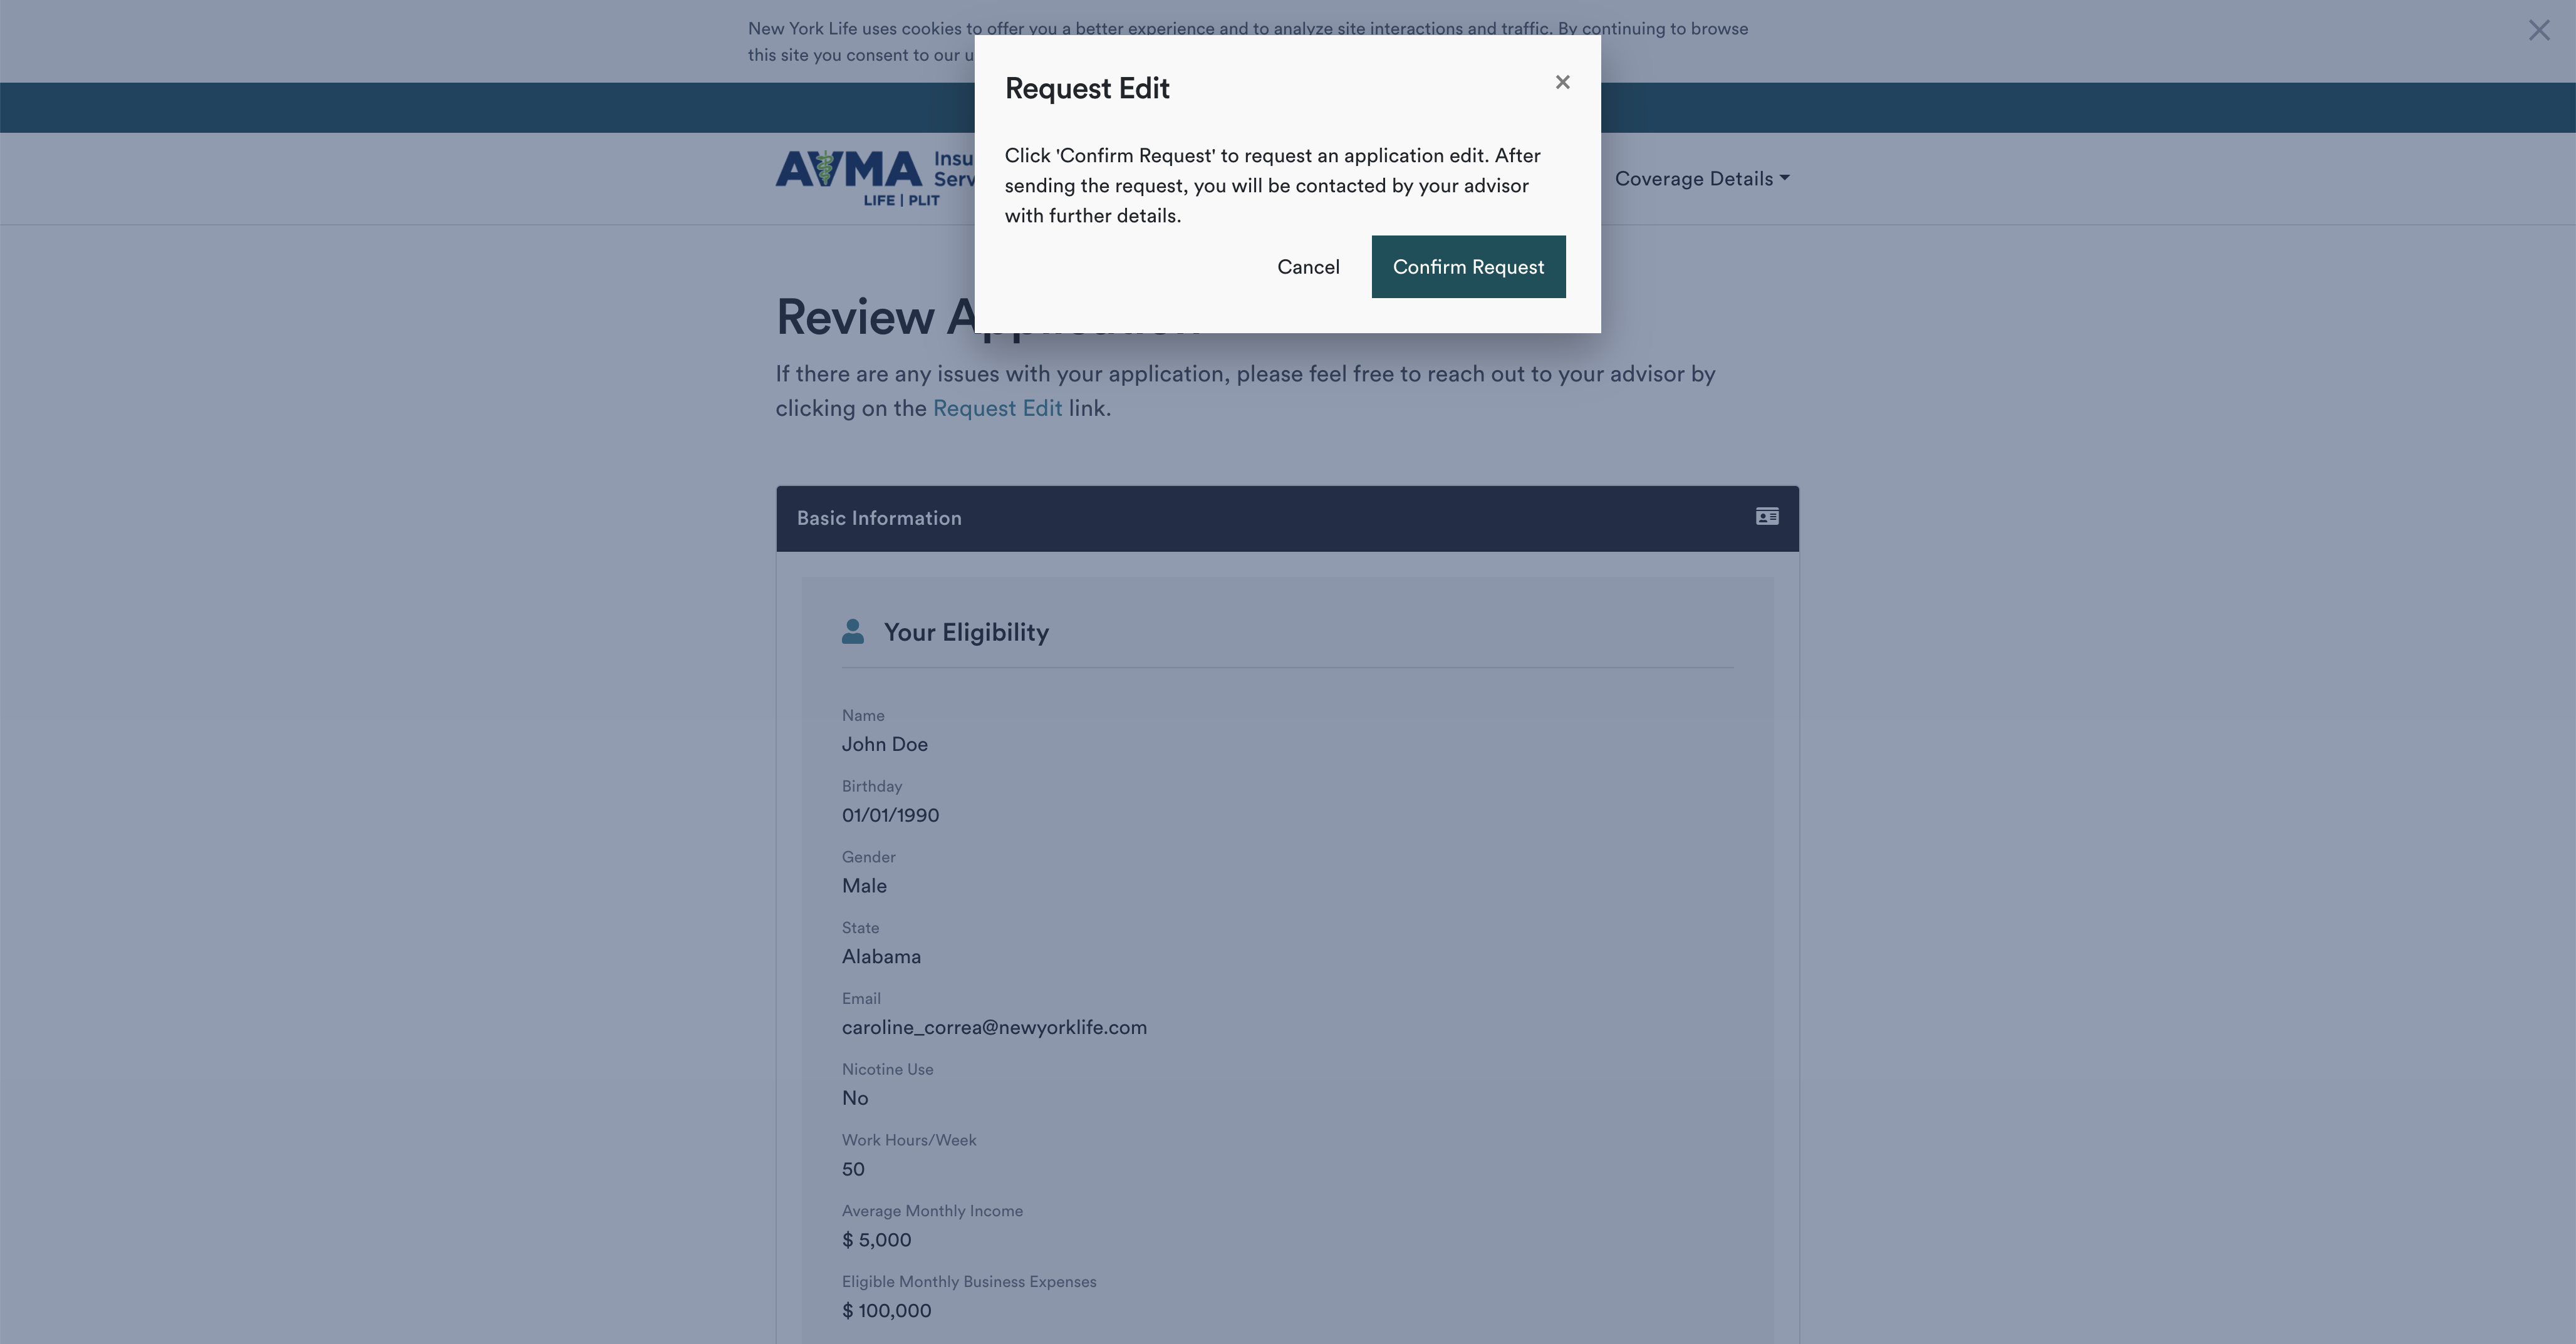 New York Life uses cookies to offer you a better experience and to analyze site interactions and traffic. By continuing to browse
this site you consent to our u
Request Edit
×
Click 'Confirm Request' to request an application edit. After
sending the request, you will be contacted by your advisor
with further details.
Cancel
Confirm Request
AVMA
LIFE | PLIT
Coverage Details
Review
If there are any issues with your application, please feel free to reach out to your advisor by
clicking on the Request Edit link.
Basic Information
Your Eligibility
Name
John Doe
Birthday
01/01/1990
Gender
Male
State
Alabama
Email
caroline_correa@newyorklife.com
Nicotine Use
No
Work Hours/Week
50
Average Monthly Income
$ 5,000
Eligible Monthly Business Expenses
$ 100,000